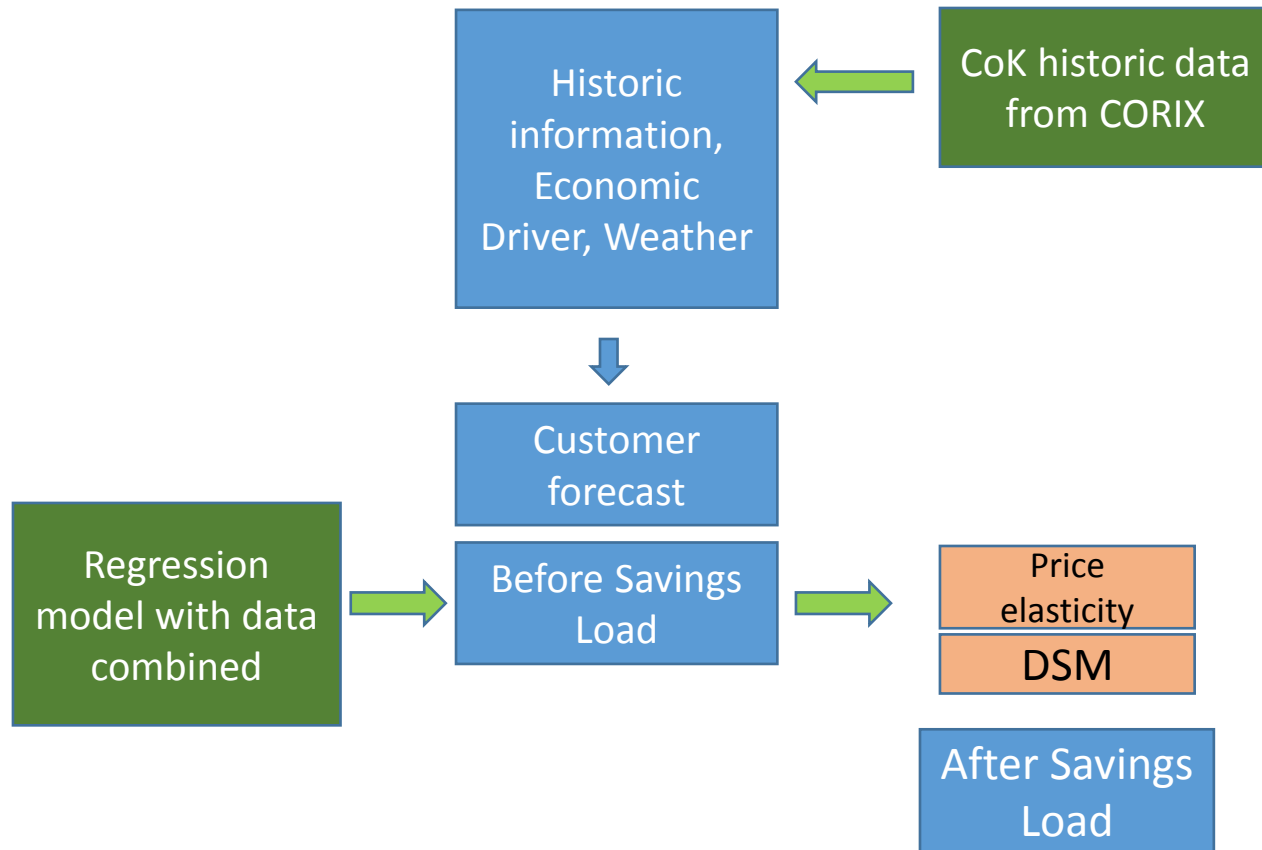 Historic
information,
Economic
Driver, Weather
CoK historic data
from CORIX
Customer
forecast
Regression
model with data
combined
Before Savings
Load
Price
elasticity
DSM
After Savings
Load